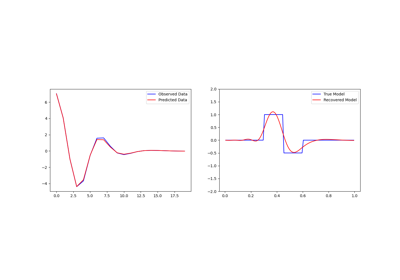 Observed Data
Predicted Data
6
4
2
0
−2
−4
0.0 2.5 5.0 7.5 10.0 12.5 15.0 17.5
True Model
Recovered Model
2.0
1.5
1.0
0.5
0.0
−0.5
−1.0
−1.5
−2.0
0.0 0.2 0.4 0.6 0.8 1.0